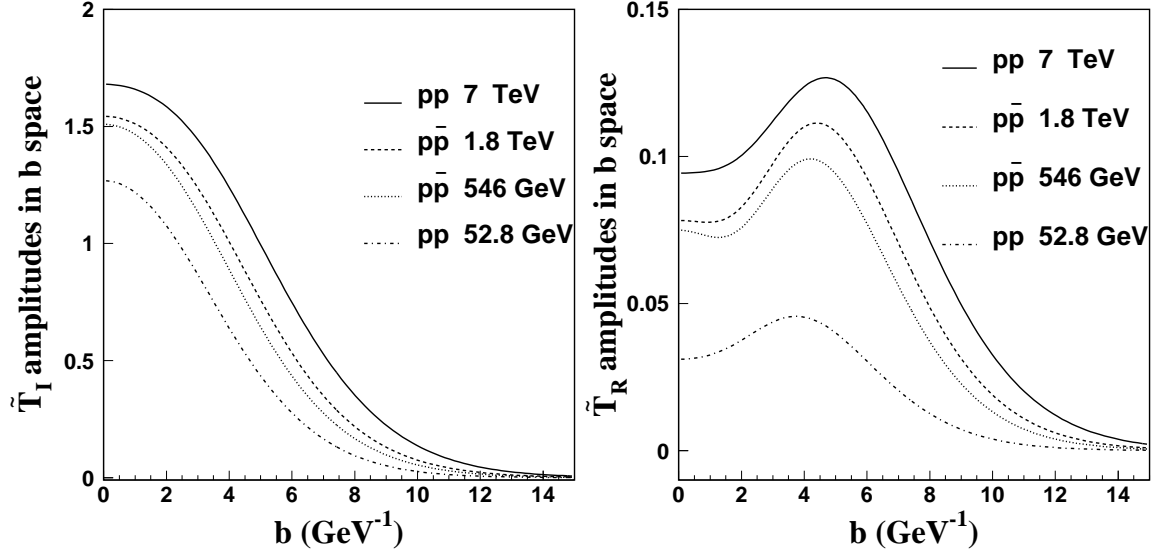 T̃_I amplitudes in b space
2
1.5
1
0.5
0
pp 7 TeV
pp̄ 1.8 TeV
pp̄ 546 GeV
pp 52.8 GeV
0 2 4 6 8 10 12 14
b (GeV⁻¹)
T̃_R amplitudes in b space
0.15
0.1
0.05
0
pp 7 TeV
pp̄ 1.8 TeV
pp̄ 546 GeV
pp 52.8 GeV
0 2 4 6 8 10 12 14
b (GeV⁻¹)